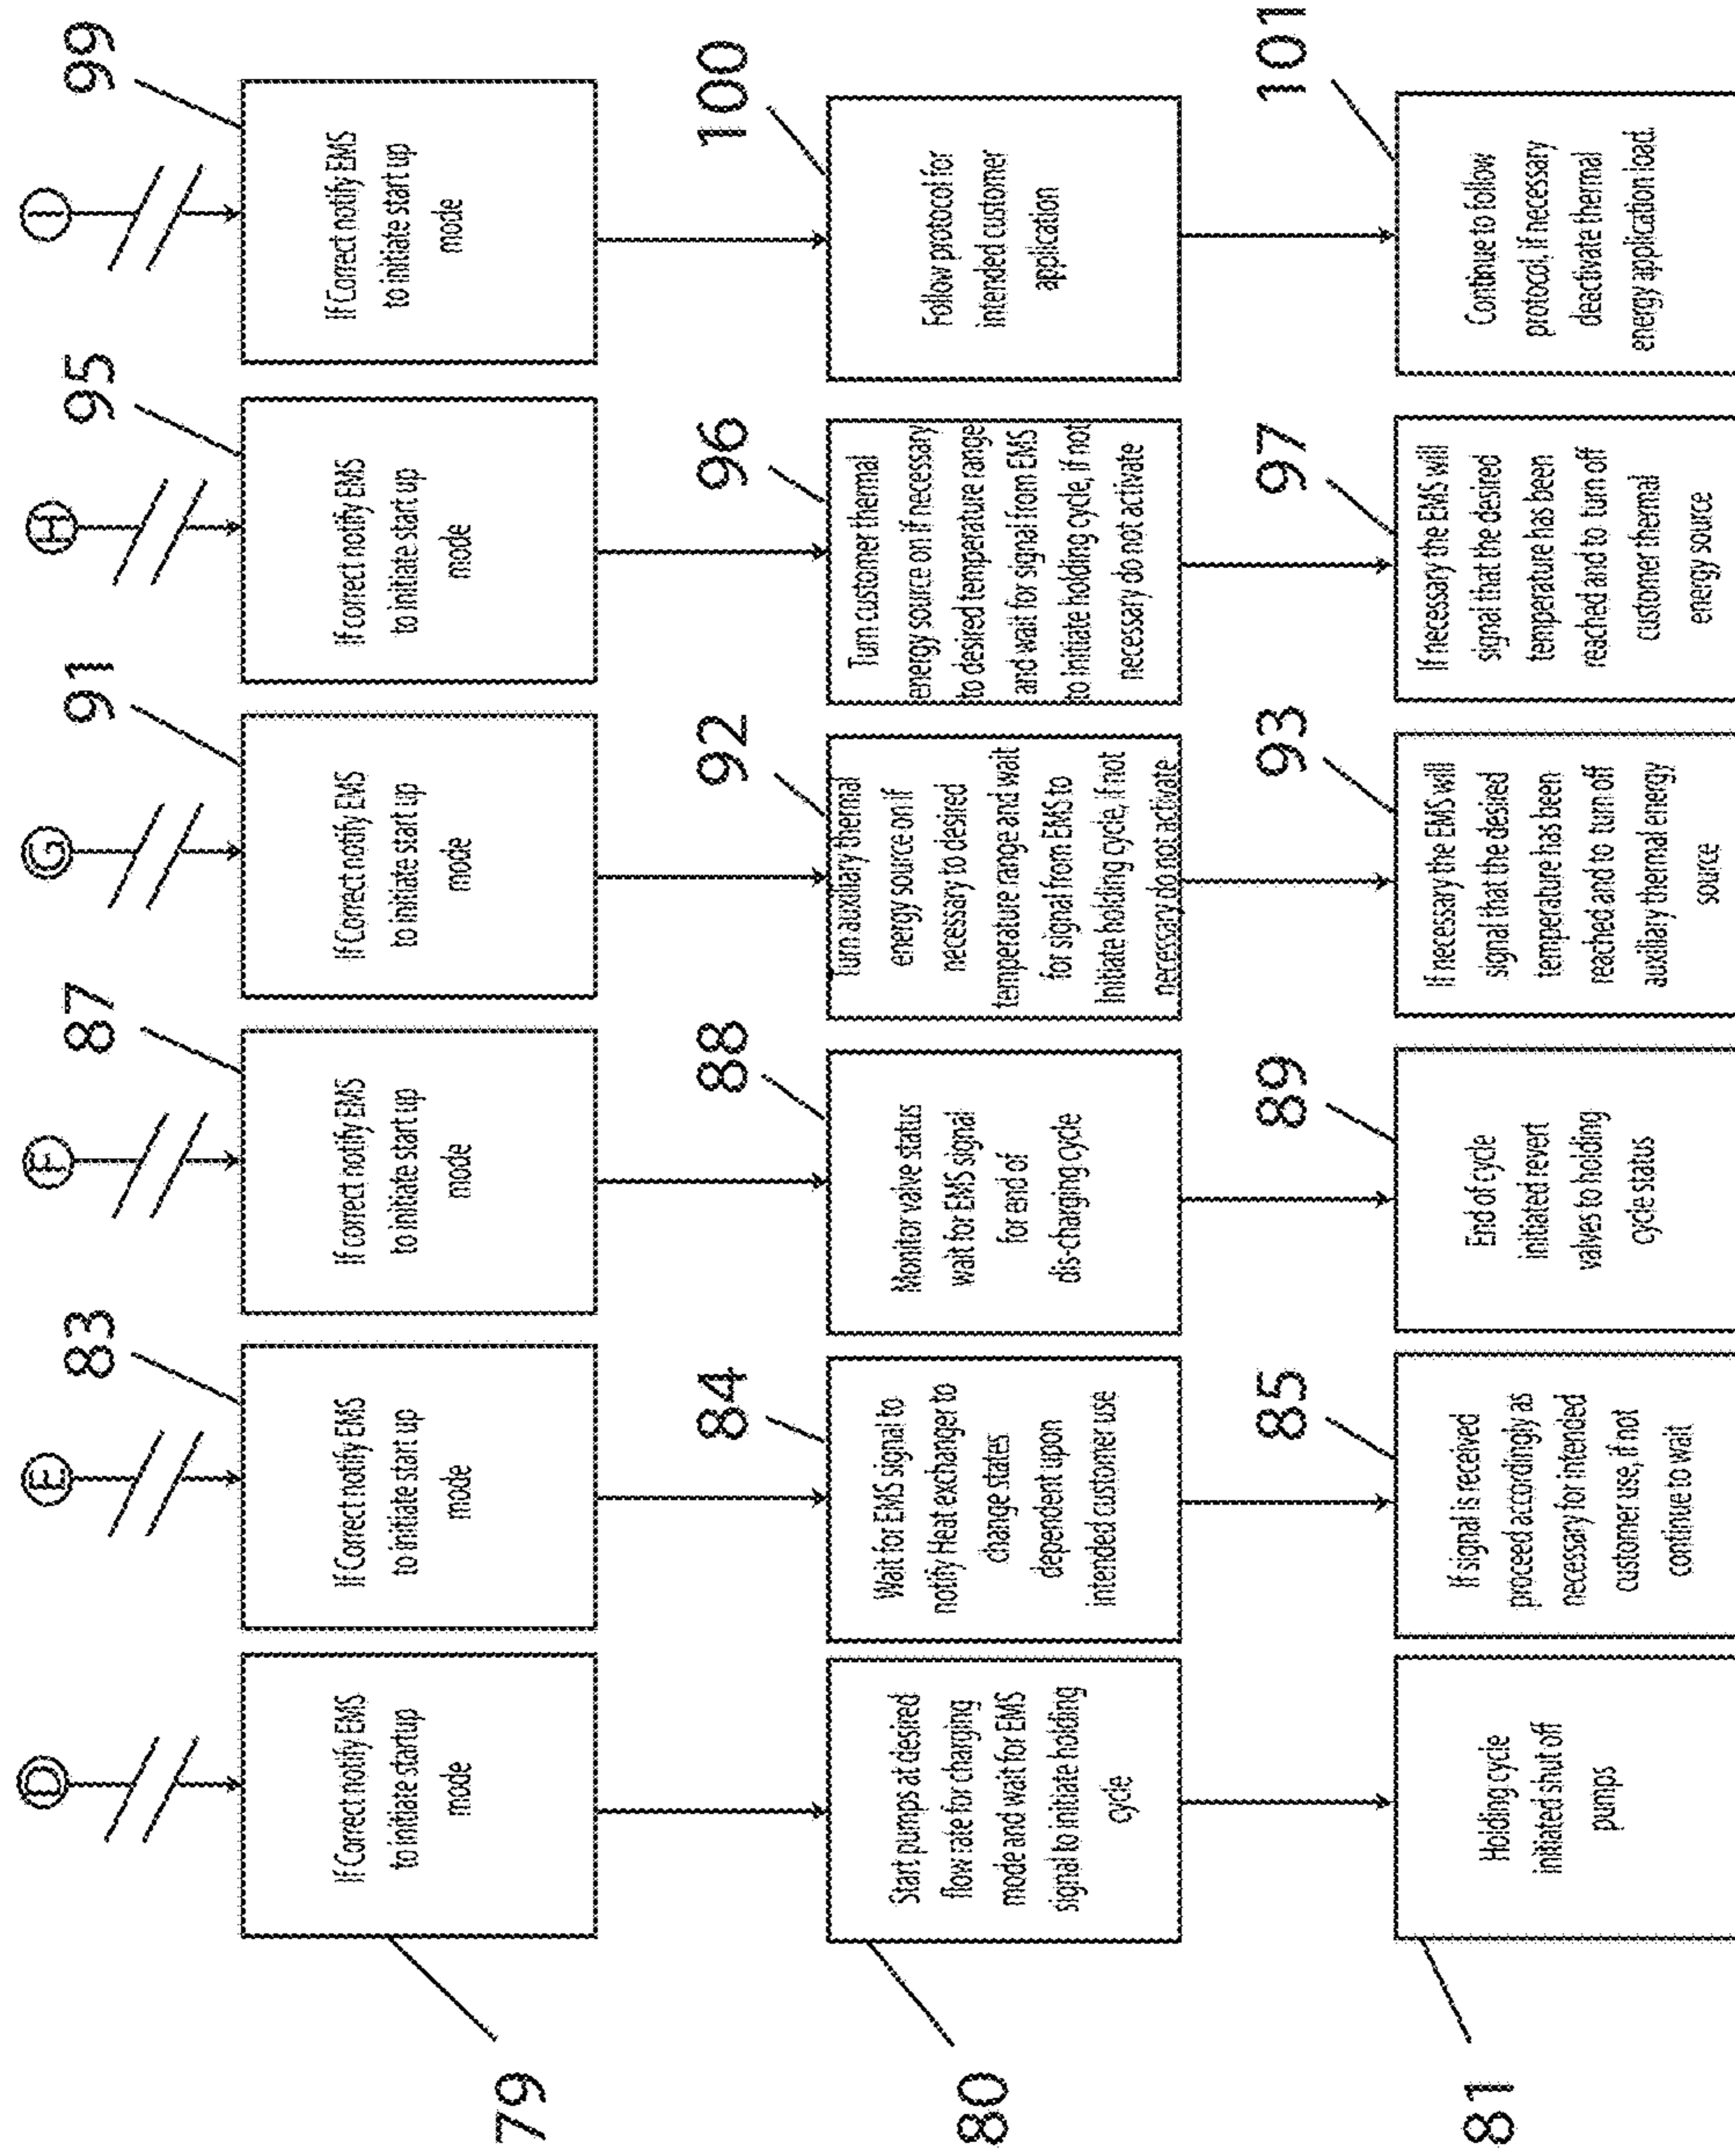 D
E
F
G
H
I
79
83
87
91
95
99
If Correct notify EMS
to initiate startup
mode
If Correct notify EMS
to initiate start up
mode
If correct notify EMS
to initiate start up
mode
If Correct notify EMS
to initiate start up
mode
If correct notify EMS
to initiate start up
mode
If Correct notify EMS
to initiate start up
mode
80
84
88
92
96
100
Start pumps at desired
flow rate for charging
mode and wait for EMS
signal to initiate holding
cycle
Wait for EMS signal to
notify Heat exchanger to
change states
dependent upon
intended customer use
Monitor valve status
wait for EMS signal
for end of
dis-charging cycle
Turn auxiliary thermal
energy source on if
necessary to desired
temperature range and wait
for signal from EMS to
Initiate holding cycle, if not
necessary do not activate
Turn customer thermal
energy source on if necessary
to desired temperature range
and wait for signal from EMS
to Initiate holding cycle, if not
necessary do not activate
Follow protocol for
intended customer
application
81
85
89
93
97
101
Holding cycle
initiated shut off
pumps
If signal is received
proceed accordingly as
necessary for intended
customer use, if not
continue to wait
End of cycle
initiated revert
valves to holding
cycle status
If necessary the EMS will
signal that the desired
temperature has been
reached and to turn off
auxiliary thermal energy
source
If necessary the EMS will
signal that the desired
temperature has been
reached and to turn off
customer thermal
energy source
Continue to follow
protocol, if necessary
deactivate thermal
energy application load.